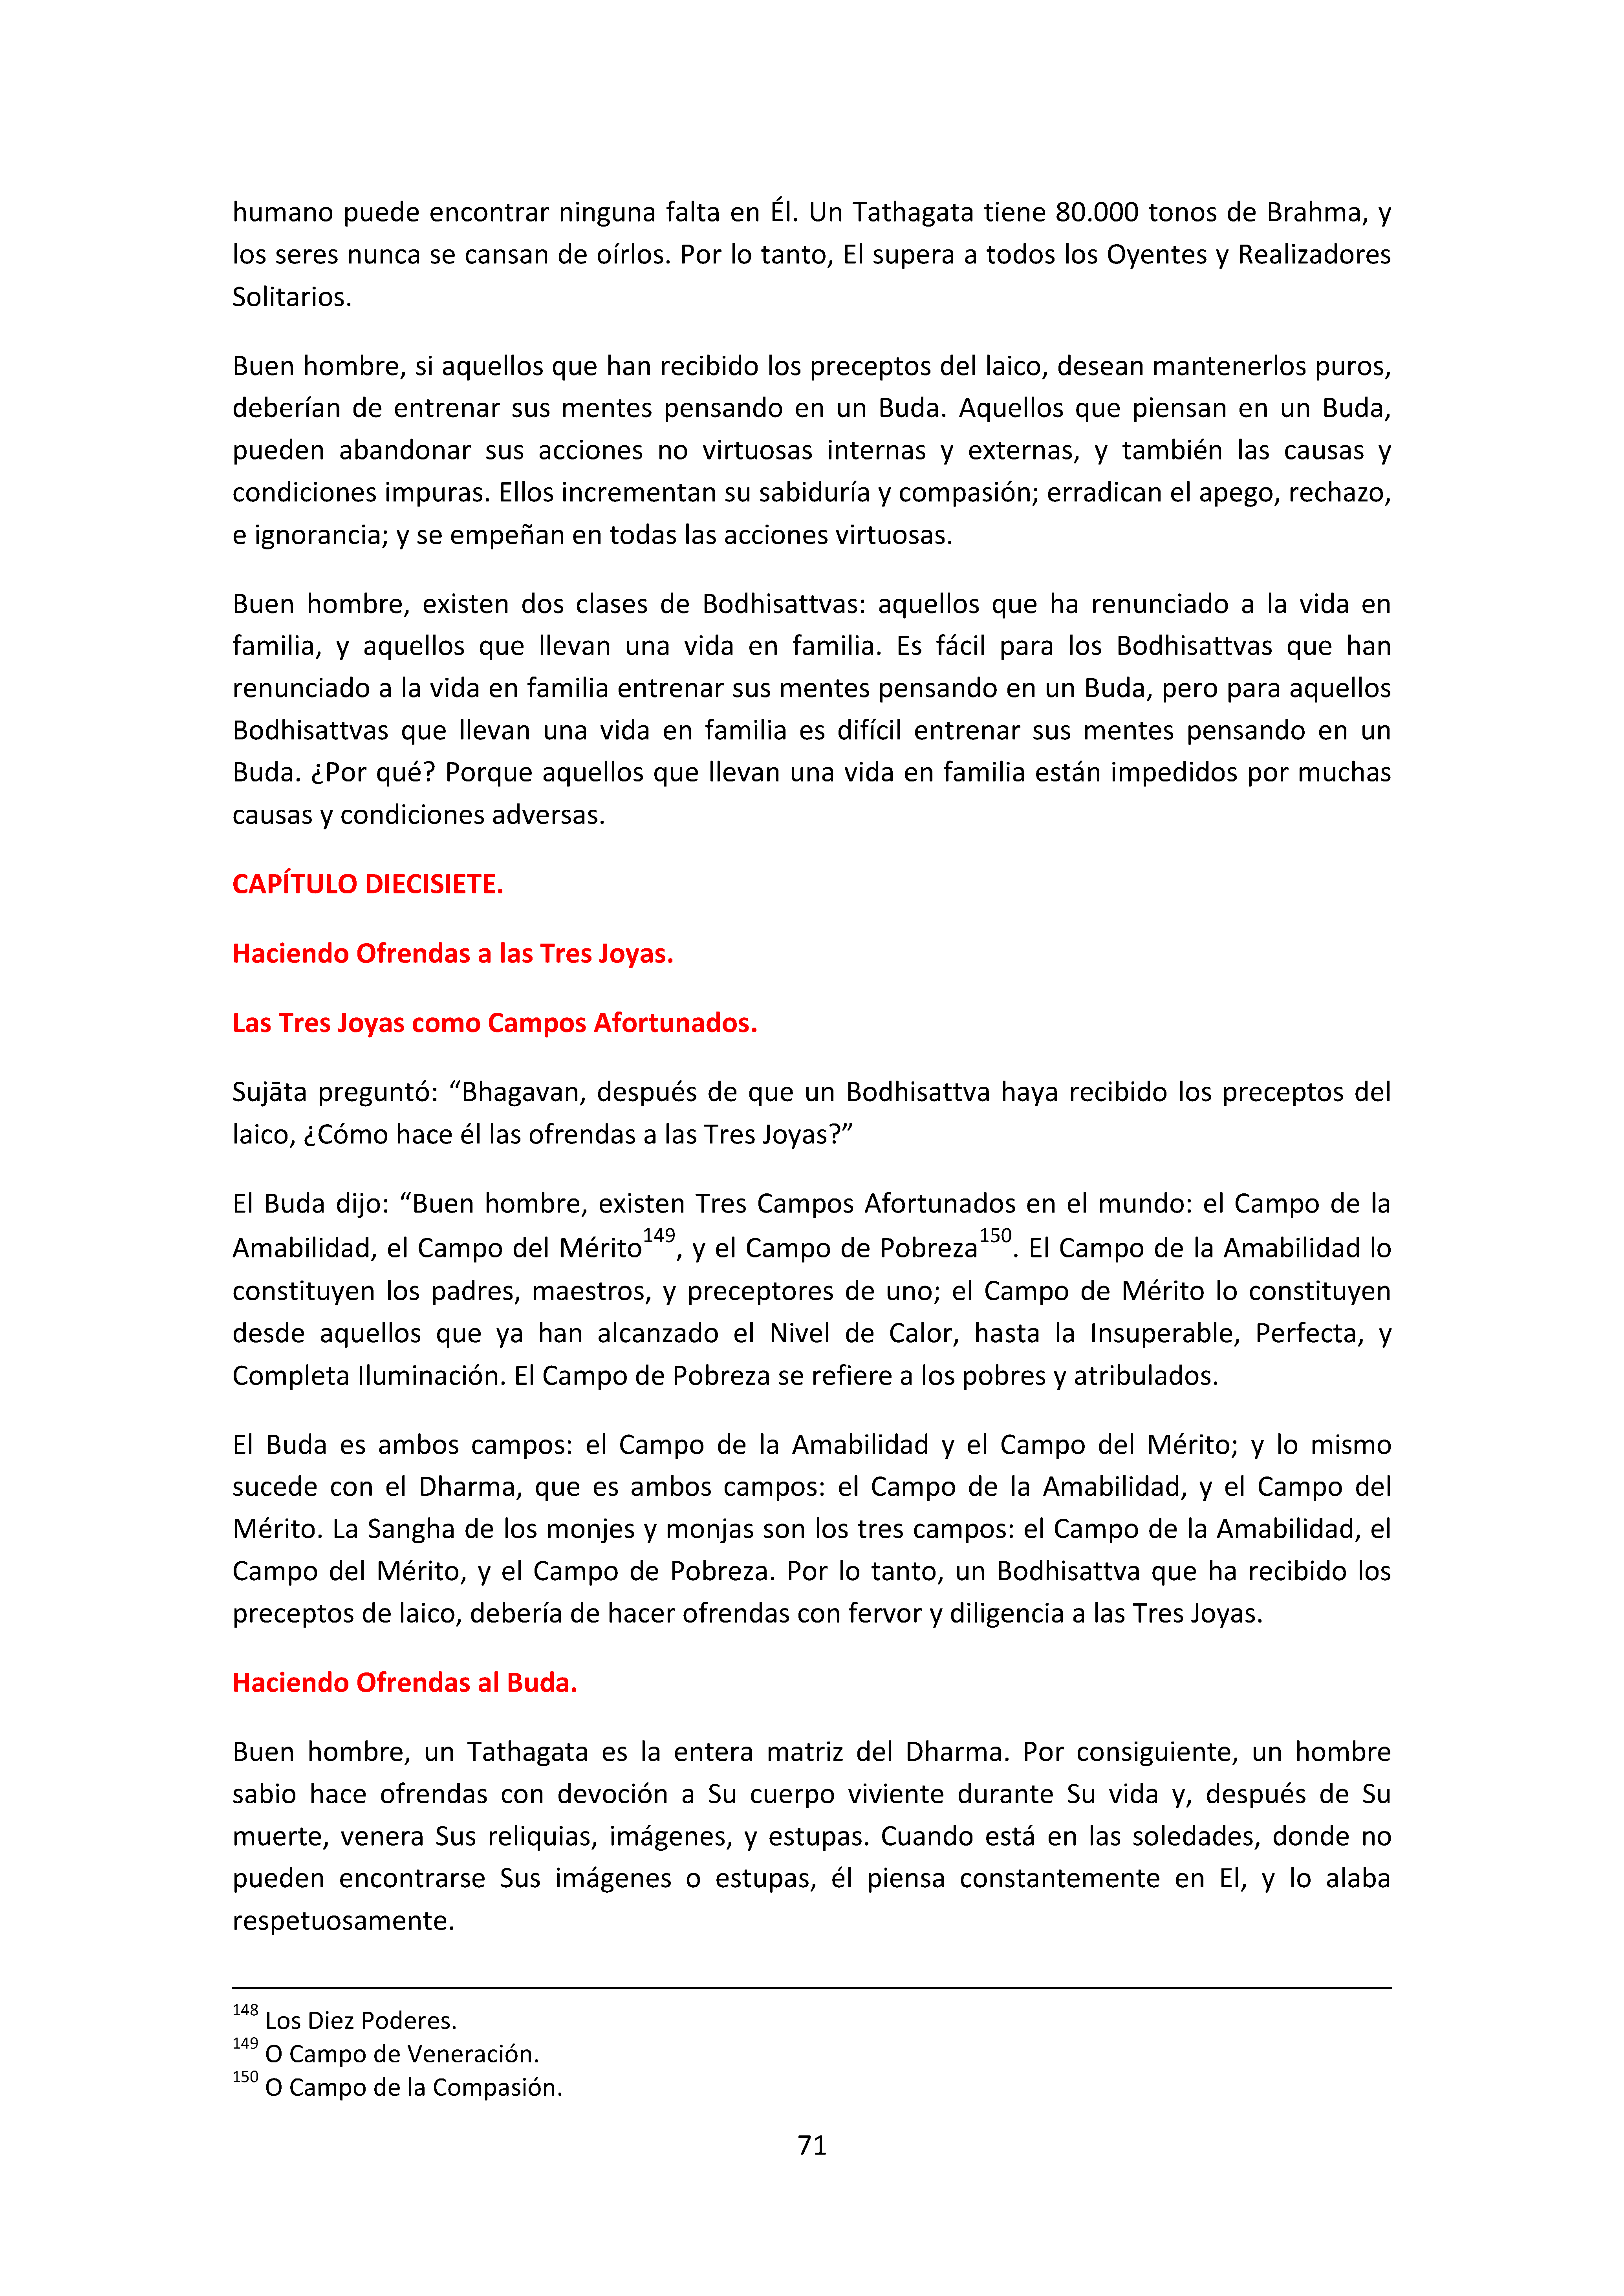 humano puede encontrar ninguna falta en Él. Un Tathagata tiene 80.000 tonos de Brahma, y
los seres nunca se cansan de oírlos. Por lo tanto, El supera a todos los Oyentes y Realizadores
Solitarios.
Buen hombre, si aquellos que han recibido los preceptos del laico, desean mantenerlos puros,
deberían de entrenar sus mentes pensando en un Buda. Aquellos que piensan en un Buda,
pueden abandonar sus acciones no virtuosas internas y externas, y también las causas y
condiciones impuras. Ellos incrementan su sabiduría y compasión; erradican el apego, rechazo,
e ignorancia; y se empeñan en todas las acciones virtuosas.
Buen hombre, existen dos clases de Bodhisattvas: aquellos que ha renunciado a la vida en
familia, y aquellos que llevan una vida en familia. Es fácil para los Bodhisattvas que han
renunciado a la vida en familia entrenar sus mentes pensando en un Buda, pero para aquellos
Bodhisattvas que llevan una vida en familia es difícil entrenar sus mentes pensando en un
Buda. ¿Por qué? Porque aquellos que llevan una vida en familia están impedidos por muchas
causas y condiciones adversas.
CAPÍTULO DIECISIETE.
Haciendo Ofrendas a las Tres Joyas.
Las Tres Joyas como Campos Afortunados.
Sujāta preguntó: “Bhagavan, después de que un Bodhisattva haya recibido los preceptos del
laico, ¿Cómo hace él las ofrendas a las Tres Joyas?”
El Buda dijo: “Buen hombre, existen Tres Campos Afortunados en el mundo: el Campo de la
Amabilidad, el Campo del Mérito149, y el Campo de Pobreza150. El Campo de la Amabilidad lo
constituyen los padres, maestros, y preceptores de uno; el Campo de Mérito lo constituyen
desde aquellos que ya han alcanzado el Nivel de Calor, hasta la Insuperable, Perfecta, y
Completa Iluminación. El Campo de Pobreza se refiere a los pobres y atribulados.
El Buda es ambos campos: el Campo de la Amabilidad y el Campo del Mérito; y lo mismo
sucede con el Dharma, que es ambos campos: el Campo de la Amabilidad, y el Campo del
Mérito. La Sangha de los monjes y monjas son los tres campos: el Campo de la Amabilidad, el
Campo del Mérito, y el Campo de Pobreza. Por lo tanto, un Bodhisattva que ha recibido los
preceptos de laico, debería de hacer ofrendas con fervor y diligencia a las Tres Joyas.
Haciendo Ofrendas al Buda.
Buen hombre, un Tathagata es la entera matriz del Dharma. Por consiguiente, un hombre
sabio hace ofrendas con devoción a Su cuerpo viviente durante Su vida y, después de Su
muerte, venera Sus reliquias, imágenes, y estupas. Cuando está en las soledades, donde no
pueden encontrarse Sus imágenes o estupas, él piensa constantemente en El, y lo alaba
respetuosamente.
148 Los Diez Poderes.
149 O Campo de Veneración.
150 O Campo de la Compasión.
71